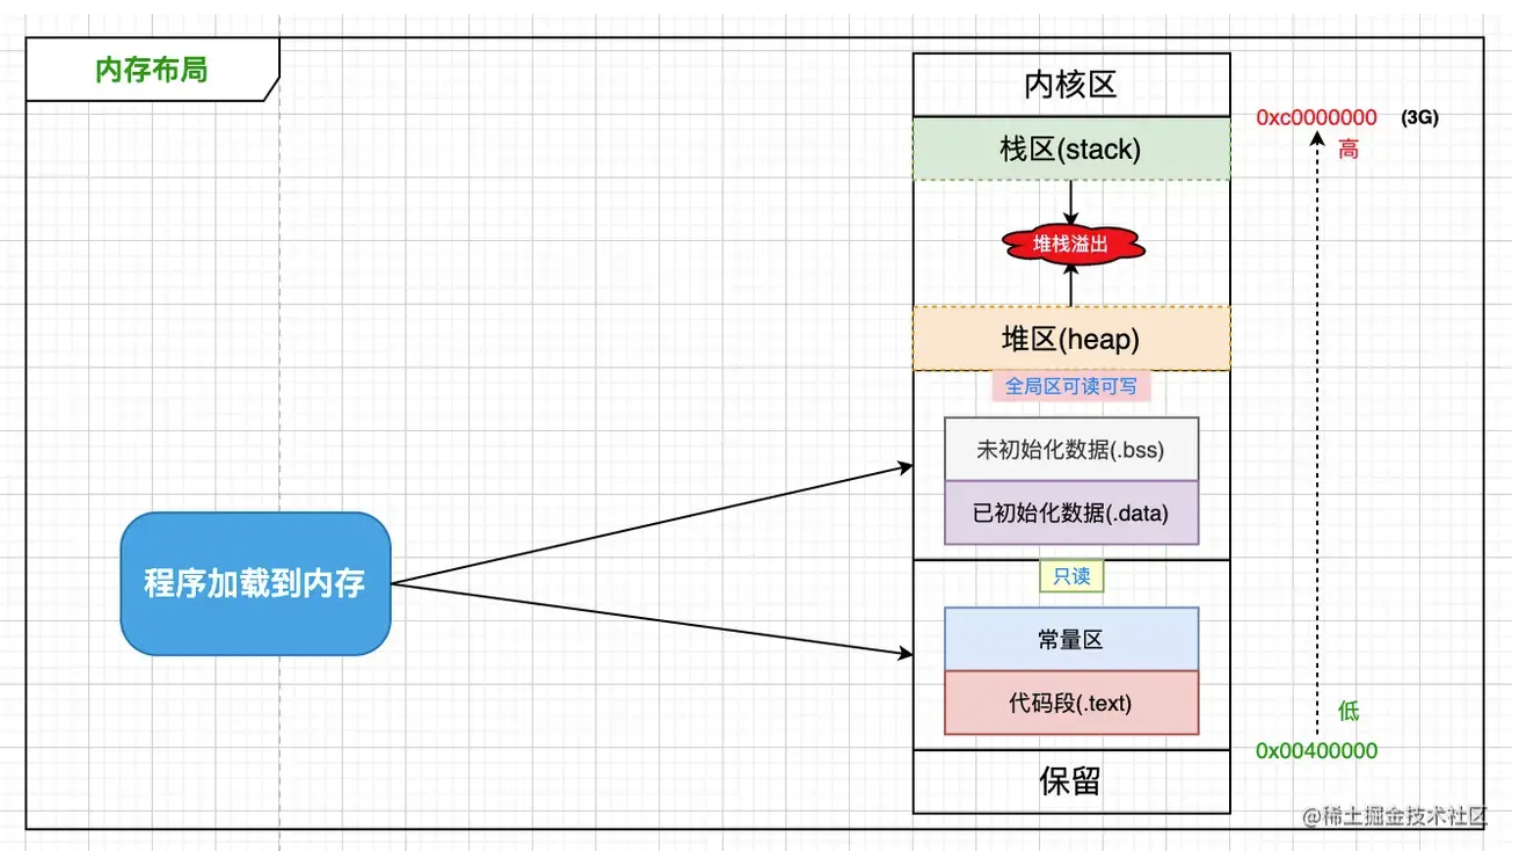 内存布局
内核区
0xc0000000 (3G)
高
栈区(stack)
堆栈溢出
堆区(heap)
全局区可读可写
未初始化数据(.bss)
已初始化数据(.data)
程序加载到内存
只读
常量区
代码段(.text)
低
0x00400000
保留
@稀土掘金技术社区